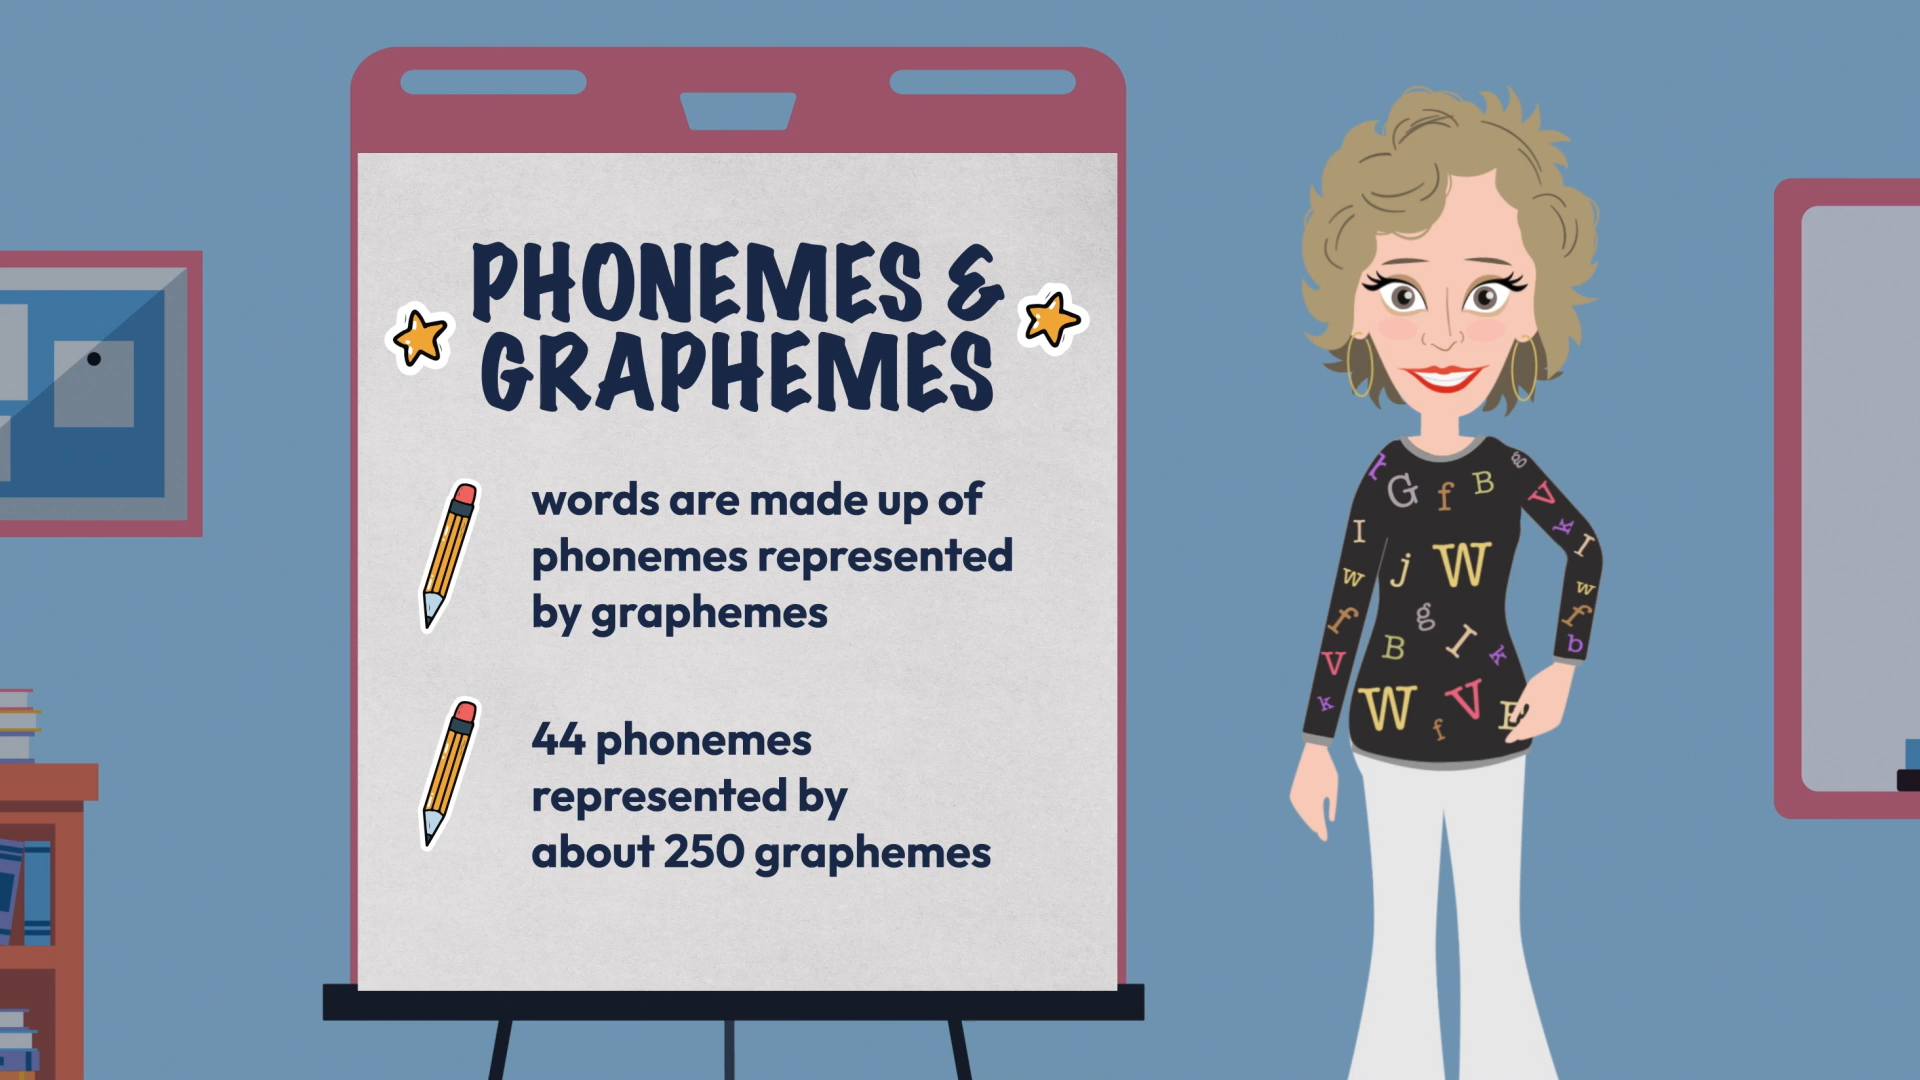 PHONEMES &
GRAPHEMES
words are made up of
phonemes represented
by graphemes
44 phonemes
represented by
about 250 graphemes
G f B g V
I k I
j W
w w
f g f
B I k b
V
k W f V